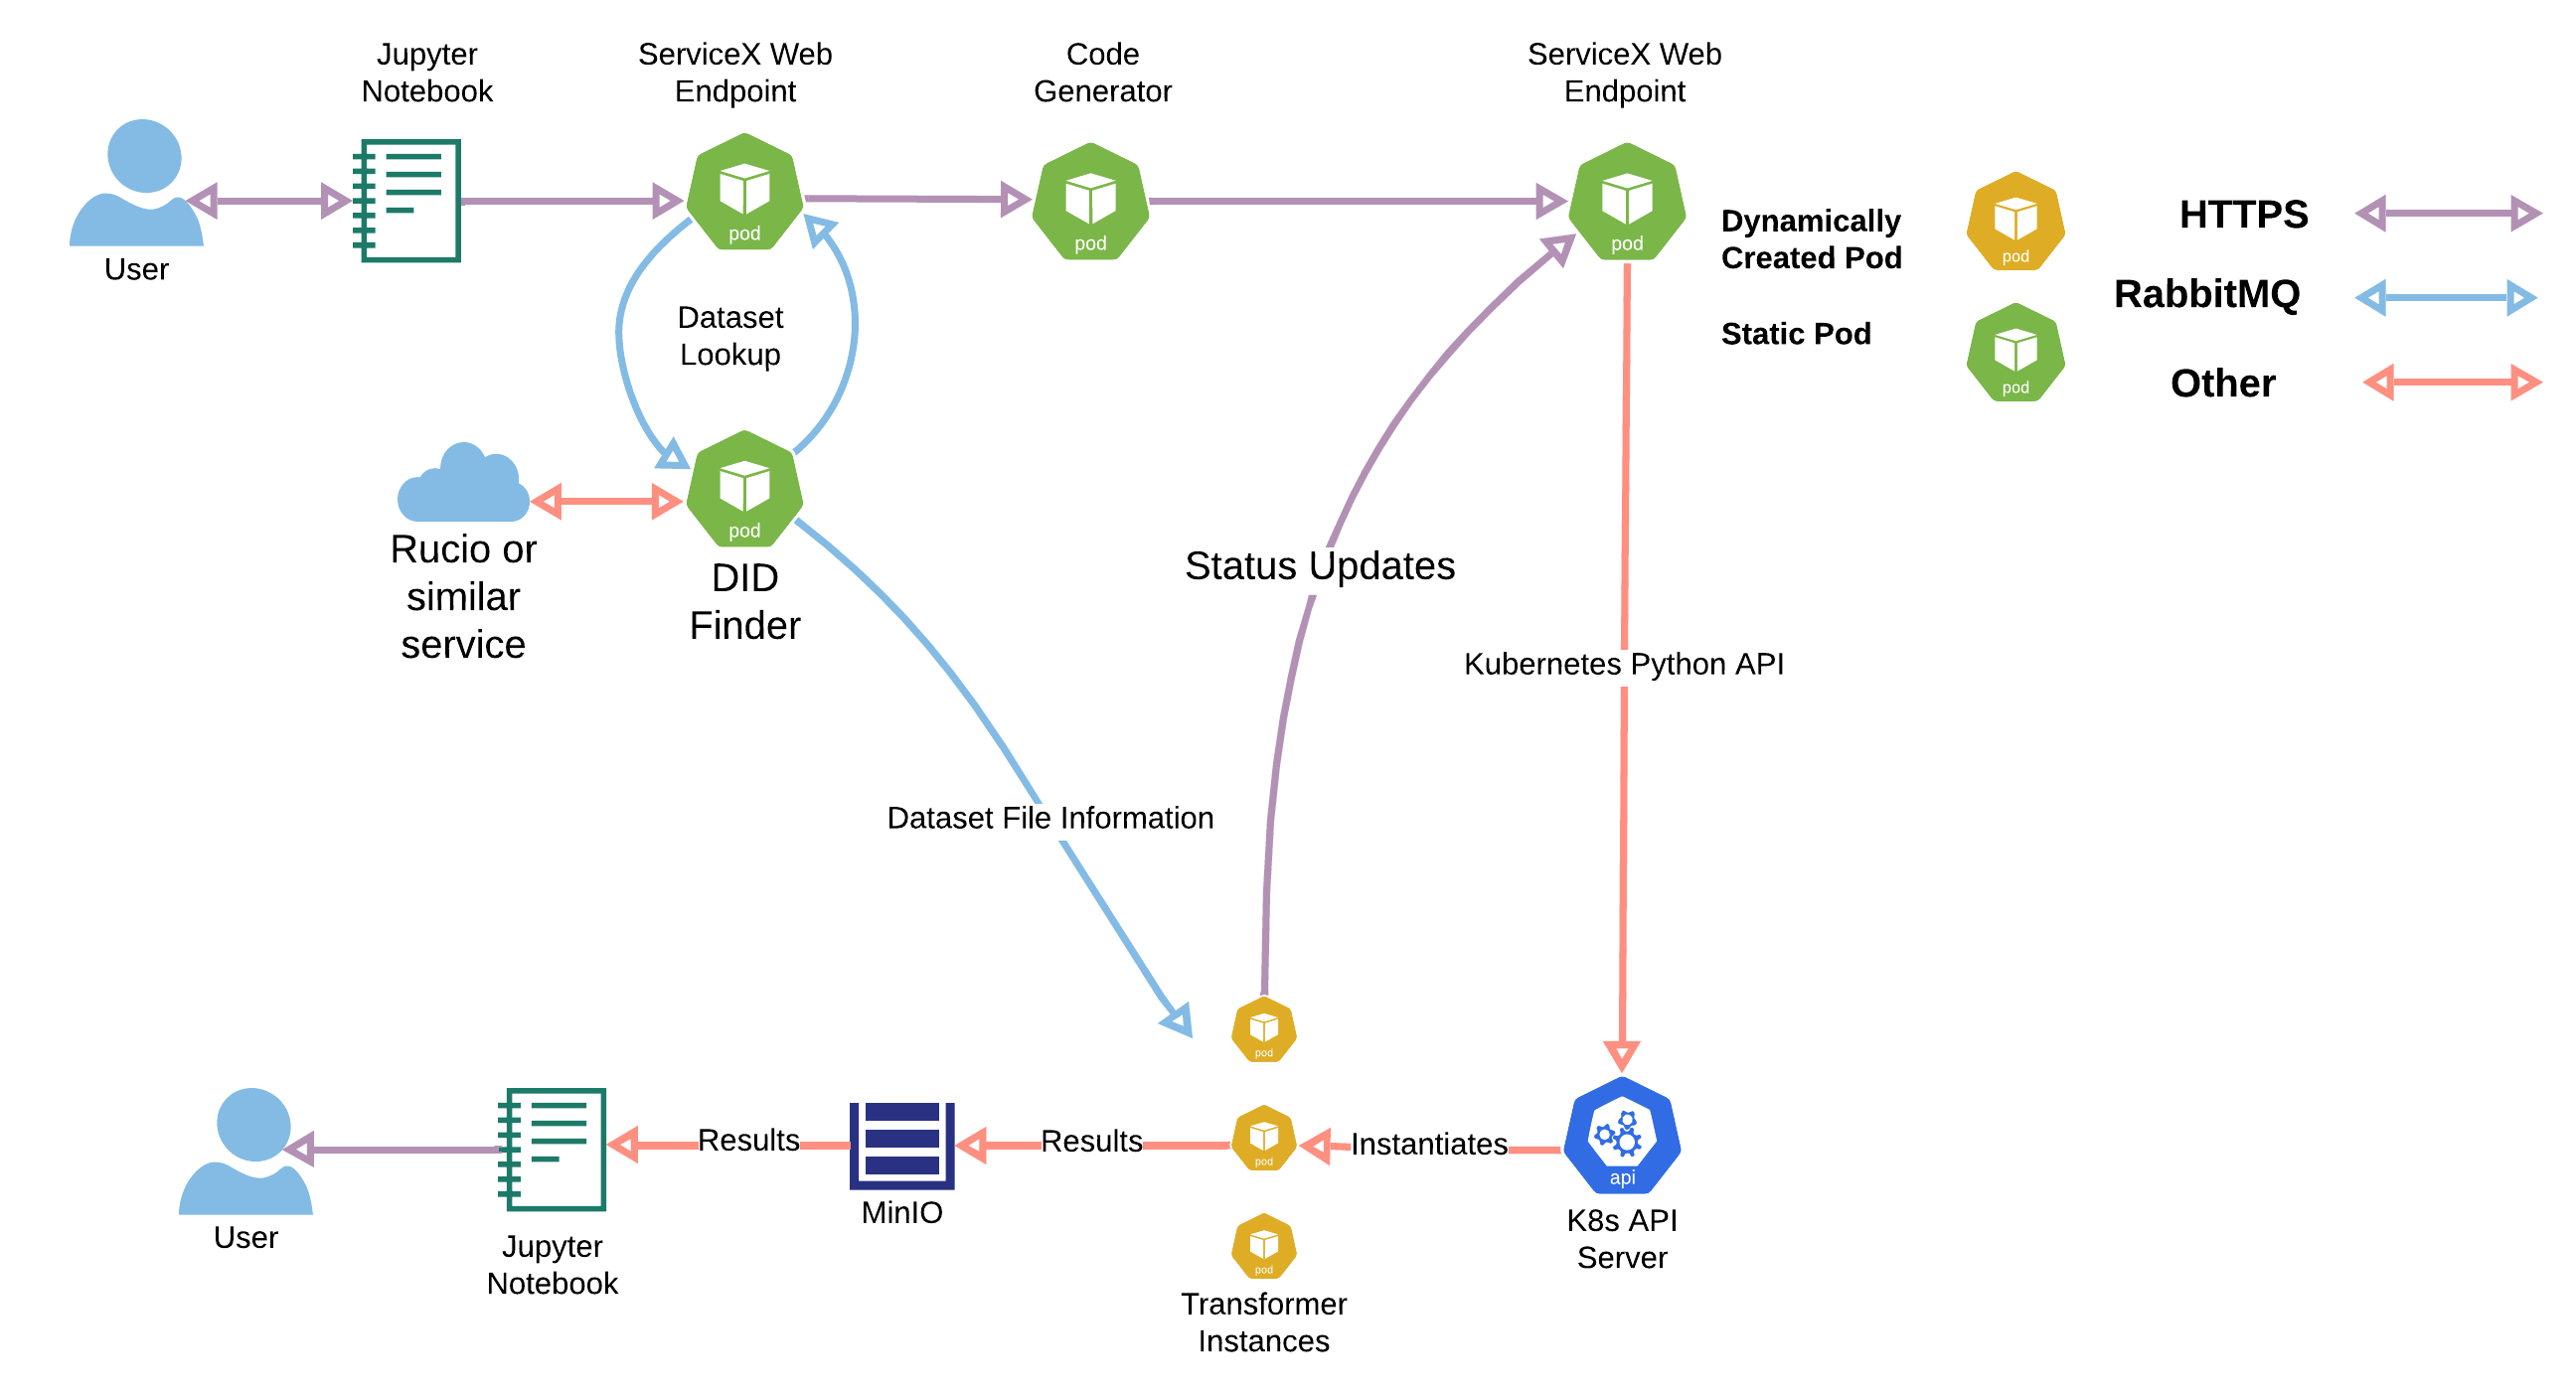 Jupyter
Notebook
ServiceX Web
Endpoint
Code
Generator
ServiceX Web
Endpoint
User
pod
pod
pod
Dynamically
Created Pod
pod
Static Pod
pod
HTTPS
RabbitMQ
Other
Dataset
Lookup
Rucio or
similar
service
pod
DID
Finder
Status Updates
Kubernetes Python API
Dataset File Information
pod
pod
pod
Transformer
Instances
Instantiates
api
K8s API
Server
Results
MinIO
Results
Jupyter
Notebook
User